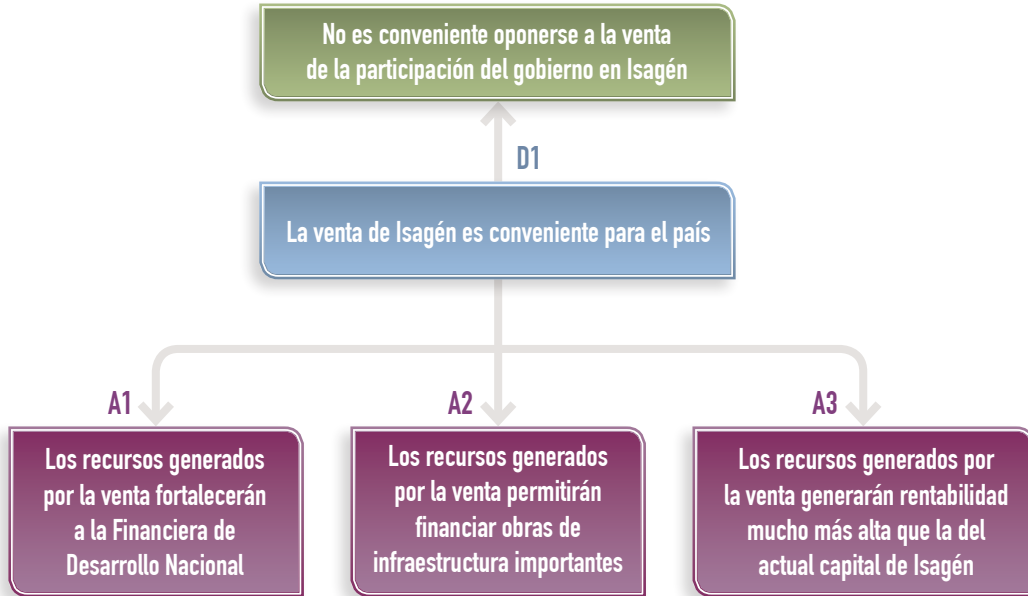 No es conveniente oponerse a la venta
de la participación del gobierno en Isagén
D1
La venta de Isagén es conveniente para el país
A1
Los recursos generados
por la venta fortalecerán
a la Financiera de
Desarrollo Nacional
A2
Los recursos generados
por la venta permitirán
financiar obras de
infraestructura importantes
A3
Los recursos generados por
la venta generarán rentabilidad
mucho más alta que la del
actual capital de Isagén